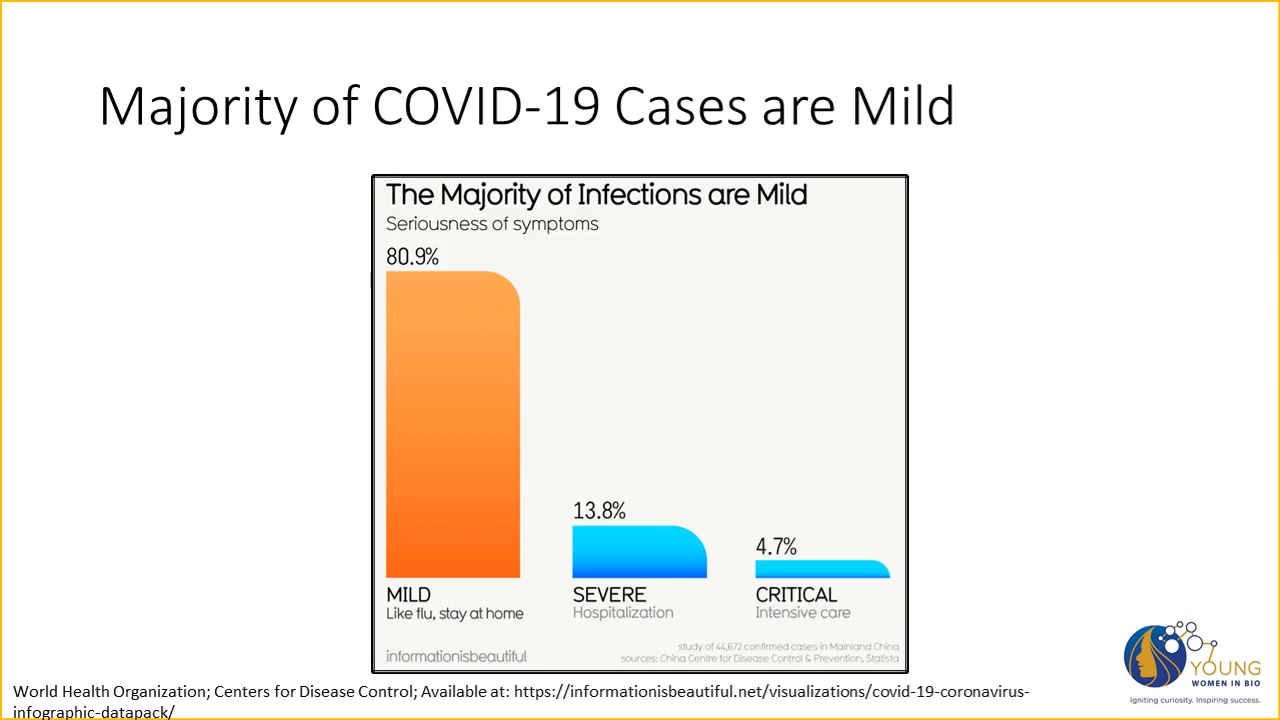 Majority of COVID-19 Cases are Mild
The Majority of Infections are Mild
Seriousness of symptoms
80.9%
13.8%
4.7%
MILD
Like flu, stay at home
SEVERE
Hospitalization
CRITICAL
Intensive care
study of 44,672 confirmed cases in Mainland China
sources: China Centre for Disease Control & Prevention, Statista
informationisbeautiful
YOUNG
WOMEN IN BIO
Igniting curiosity. Inspiring success.
World Health Organization; Centers for Disease Control; Available at: https://informationisbeautiful.net/visualizations/covid-19-coronavirus-
infographic-datapack/